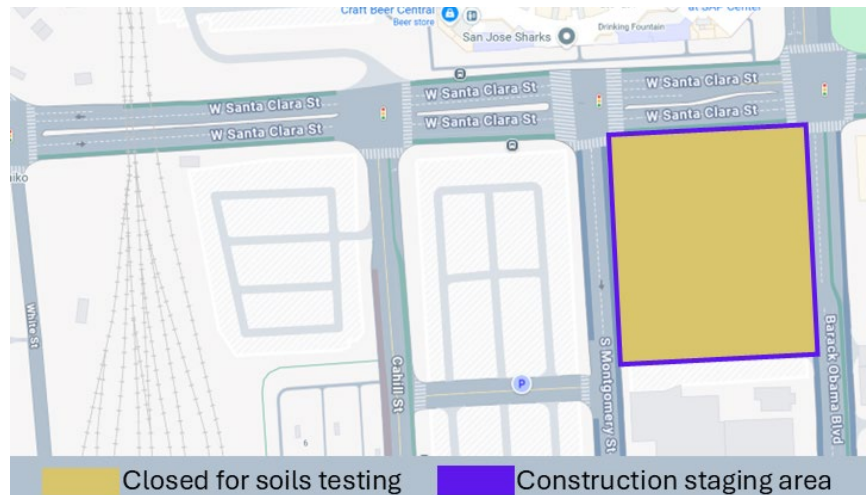 Craft Beer Central
Beer store
San Jose Sharks
Drinking Fountain
at SAP Center
W Santa Clara St
W Santa Clara St
W Santa Clara St
W Santa Clara St
W Santa Clara St
W Santa Clara St
White St
Cahill St
P
S Montgomery St
Barack Obama Blvd
6
Closed for soils testing
Construction staging area